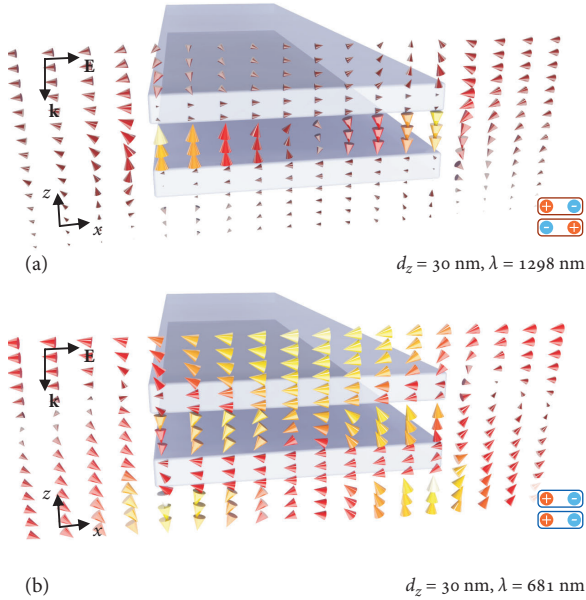 E
k
z
x
+ −
− +
(a) d_z = 30 nm, λ = 1298 nm
E
k
z
x
+ −
+ −
(b) d_z = 30 nm, λ = 681 nm